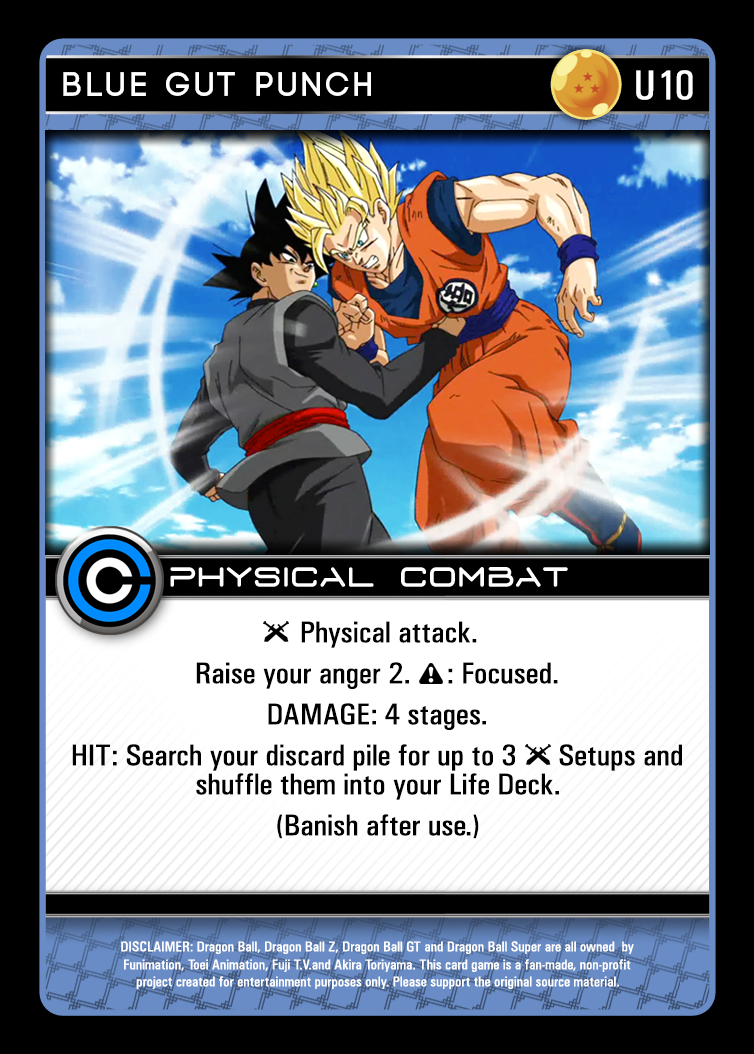 BLUE GUT PUNCH
U10
PHYSICAL COMBAT
Physical attack.
Raise your anger 2. : Focused.
DAMAGE: 4 stages.
HIT: Search your discard pile for up to 3 Setups and
shuffle them into your Life Deck.
(Banish after use.)
DISCLAIMER: Dragon Ball, Dragon Ball Z, Dragon Ball GT and Dragon Ball Super are all owned by
Funimation, Toei Animation, Fuji T.V.and Akira Toriyama. This card game is a fan-made, non-profit
project created for entertainment purposes only. Please support the original source material.